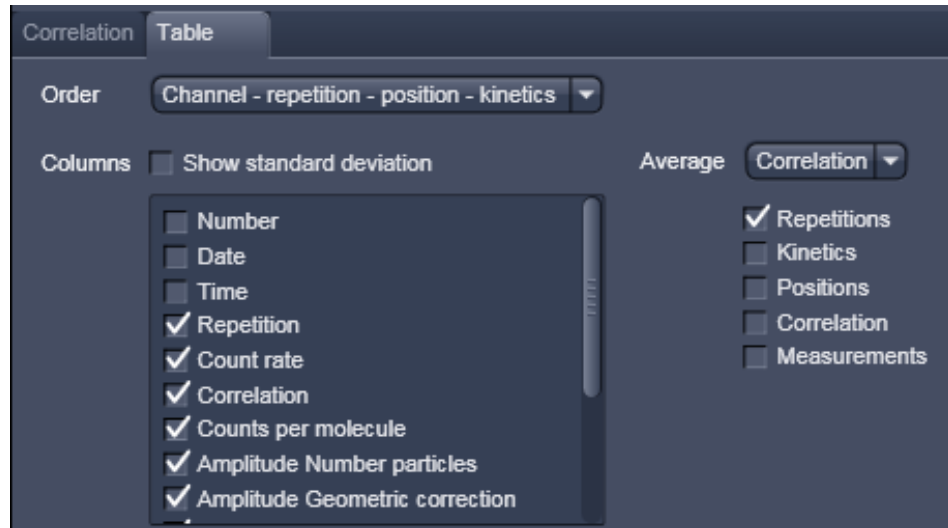 Correlation Table
Order Channel - repetition - position - kinetics
Columns Show standard deviation Average Correlation
Number
Date
Time
Repetition
Count rate
Correlation
Counts per molecule
Amplitude Number particles
Amplitude Geometric correction
Repetitions
Kinetics
Positions
Correlation
Measurements